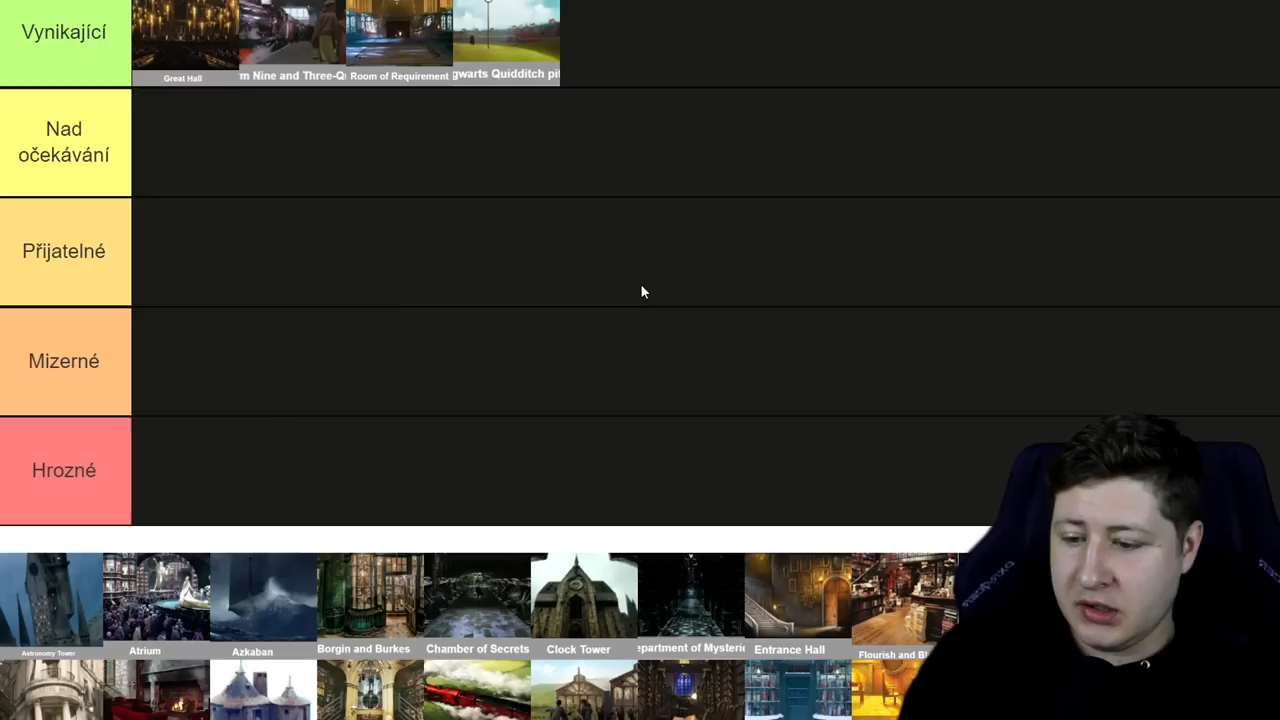 Vynikající
Great Hall
m Nine and Three-Q
Room of Requirement
gwarts Quidditch pi
Nad
očekávání
Přijatelné
Mizerné
Hrozné
Astronomy Tower
Atrium
Azkaban
Borgin and Burkes
Chamber of Secrets
Clock Tower
epartment of Mysterie
Entrance Hall
Flourish and Bl